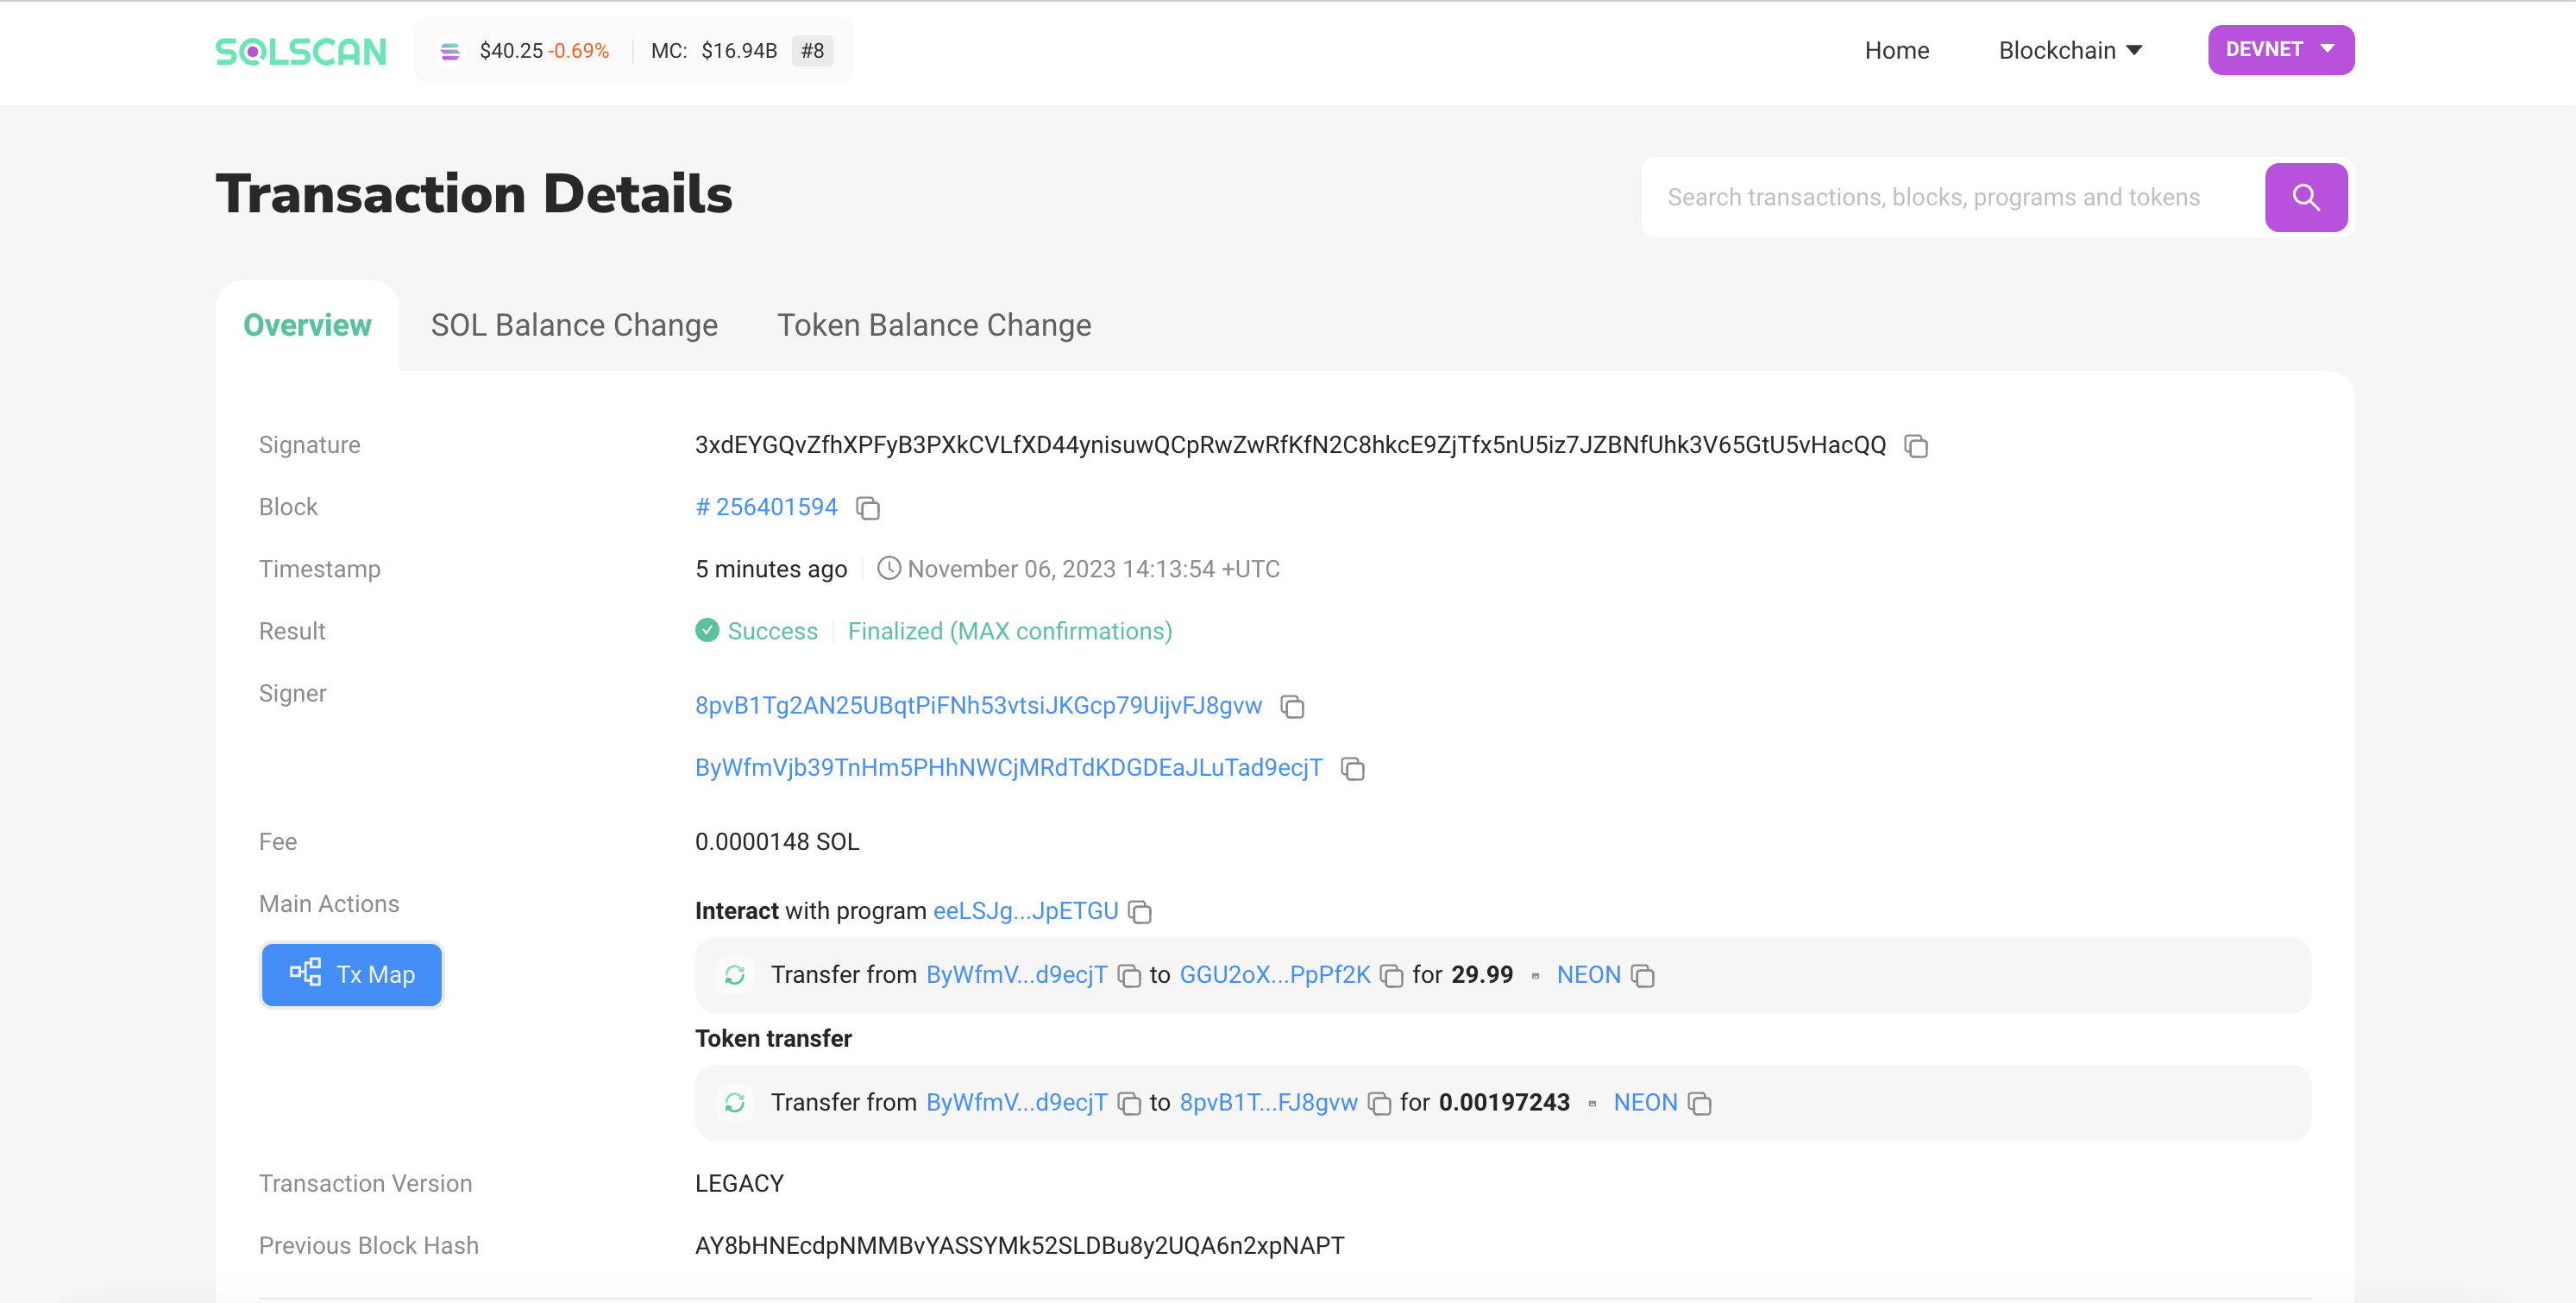 SOLSCAN $40.25 -0.69% MC: $16.94B #8 Home Blockchain DEVNET
Transaction Details
Search transactions, blocks, programs and tokens
Overview SOL Balance Change Token Balance Change
Signature 3xdEYGQvZfhXPFyB3PXkCVLfXD44ynisuwQCpRwZwRfKfN2C8hkcE9ZjTfx5nU5iz7JZBNfUhk3V65GtU5vHacQQ
Block # 256401594
Timestamp 5 minutes ago November 06, 2023 14:13:54 +UTC
Result Success Finalized (MAX confirmations)
Signer 8pvB1Tg2AN25UBqtPiFNh53vtsiJKGcp79UijvFJ8gvw
ByWfmVjb39TnHm5PHhNWCjMRdTdKDGDEaJLuTad9ecjT
Fee 0.0000148 SOL
Main Actions Interact with program eeLSJg...JpETGU
Tx Map Transfer from ByWfmV...d9ecjT to GGU2oX...PpPf2K for 29.99 NEON
Token transfer
Transfer from ByWfmV...d9ecjT to 8pvB1T...FJ8gvw for 0.00197243 NEON
Transaction Version LEGACY
Previous Block Hash AY8bHNEcdpNMMBvYASSYMk52SLDBu8y2UQA6n2xpNAPT